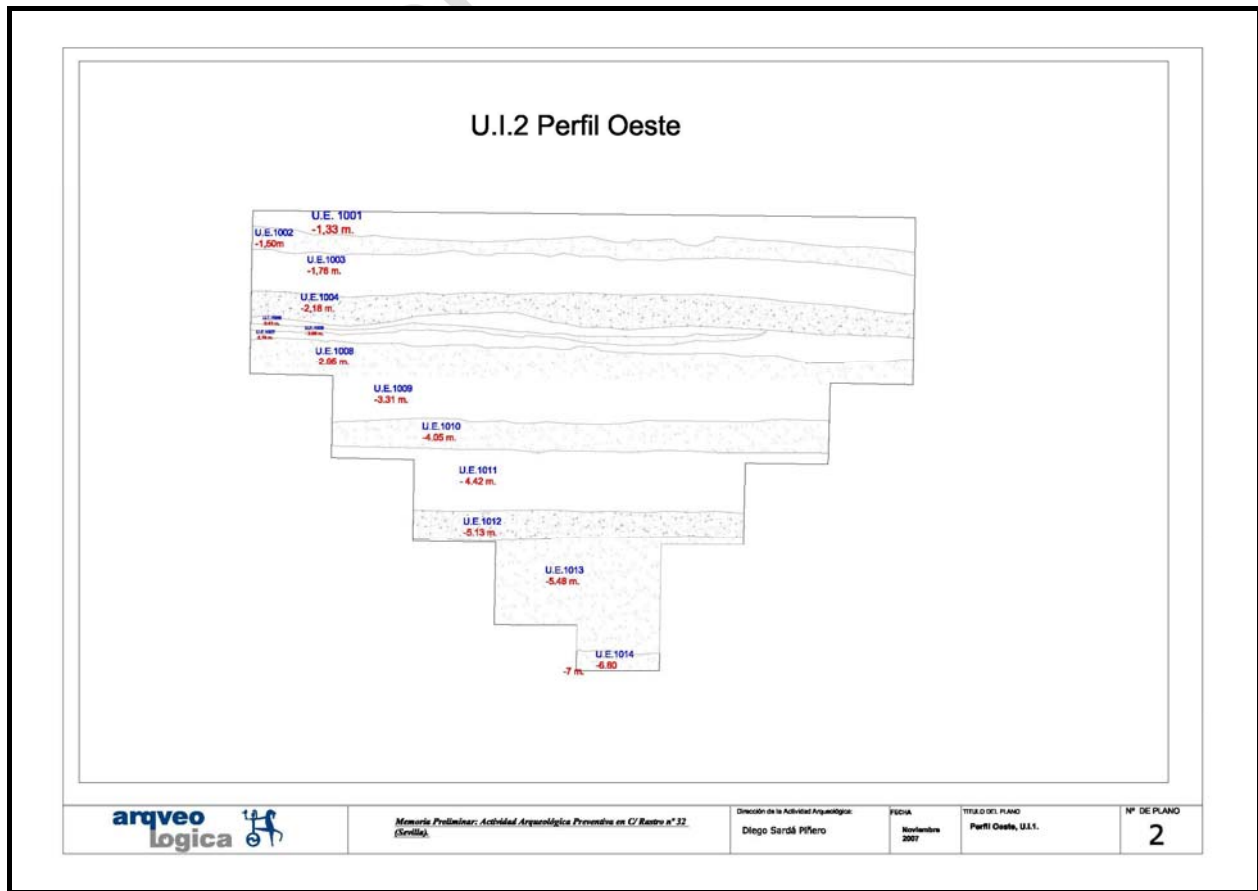 U.I.2 Perfil Oeste
U.E. 1001
-1,33 m.
U.E.1002
-1,50m
U.E.1003
-1,76 m.
U.E.1004
-2,18 m.
U.E.1008
2.95 m.
U.E.1009
-3.31 m.
U.E.1010
-4.05 m.
U.E.1011
- 4.42 m.
U.E.1012
-5.13 m.
U.E.1013
-5.48 m.
U.E.1014
-6.80
-7 m.
arqveo
logica
Memoria Preliminar: Actividad Arqueológica Preventiva en C/ Rastro nº 32
(Sevilla).
Dirección de la Actividad Arqueológica:
Diego Sardá Piñero
FECHA
Noviembre
2007
TITULO DEL PLANO
Perfil Oeste, U.I.1.
Nº DE PLANO
2